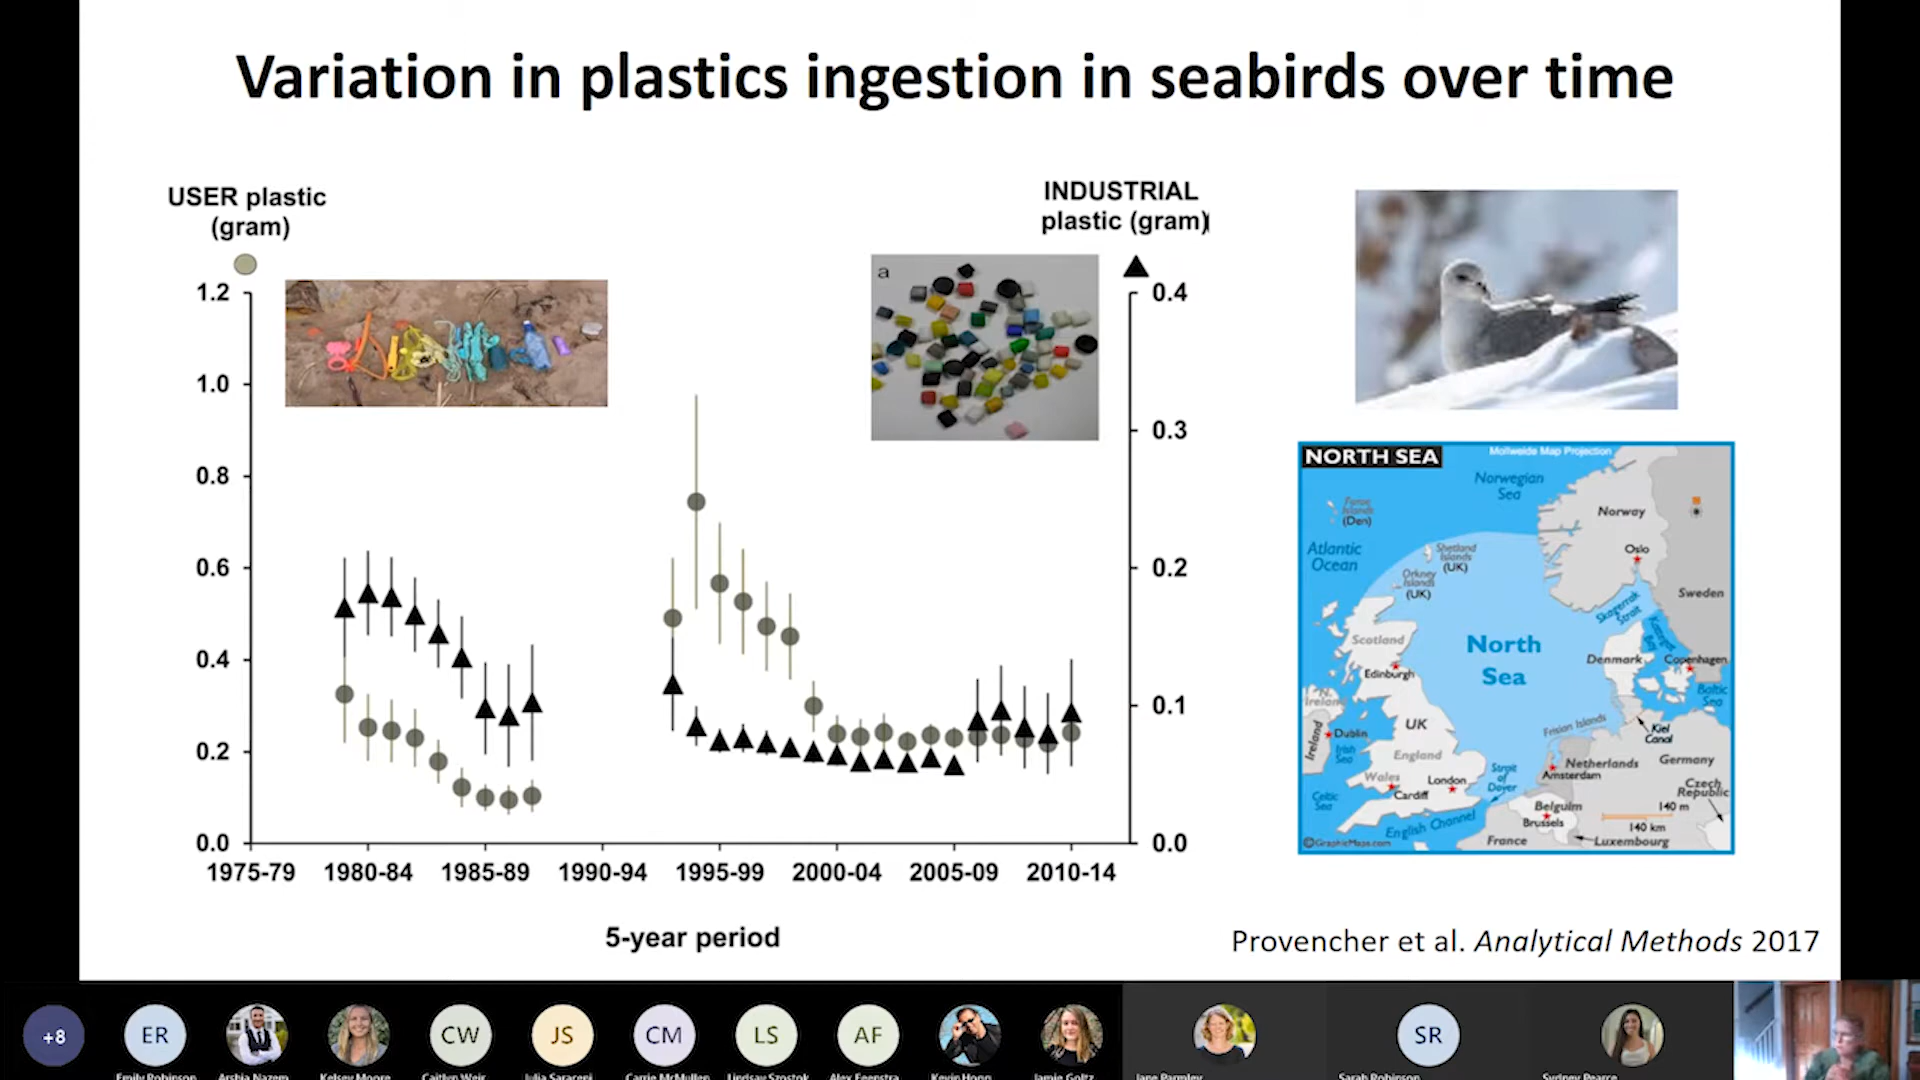 Variation in plastics ingestion in seabirds over time
USER plastic
(gram)
INDUSTRIAL
plastic (gram)
a
1.2
1.0
0.8
0.6
0.4
0.2
0.0
0.4
0.3
0.2
0.1
0.0
1975-79 1980-84 1985-89 1990-94 1995-99 2000-04 2005-09 2010-14
5-year period
NORTH SEA
Mollweide Map Projection
Norwegian
Sea
Faroe
Islands
(Den)
Norway
Atlantic
Ocean
Shetland
Islands
(UK)
Oslo
Orkney
Islands
(UK)
Sweden
Skagerrak
Strait
Kattegat
Bay
Scotland
North
Sea
Denmark
Copenhagen
Edinburgh
Baltic
Sea
N.
Ireland
UK
Frisian Islands
Kiel
Canal
Ireland
Dublin
Irish
Sea
England
Netherlands
Germany
Wales
London
Strait
of
Dover
Amsterdam
Czech
Republic
Celtic
Sea
Cardiff
Belguim
140 m
Brussels
140 km
English Channel
©GraphicMaps.com
France
Luxembourg
Provencher et al. Analytical Methods 2017
+8
ER
CW
JS
CM
LS
AF
SR
Emily Robinson
Arshia Nazem
Kelsey Moore
Caitlyn Weir
Julia Saraceni
Carrie McMullen
Lindsay Szostok
Alex Feenstra
Kevin Hong
Jamie Goltz
Jane Parmley
Sarah Robinson
Sydney Pearce